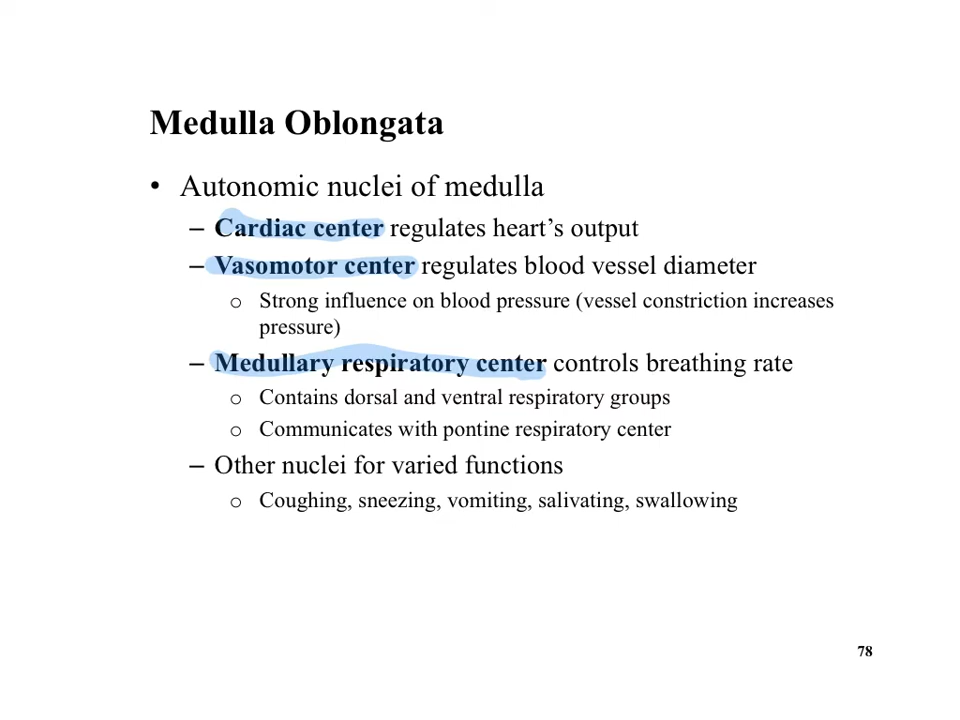 Medulla Oblongata
• Autonomic nuclei of medulla
– Cardiac center regulates heart’s output
– Vasomotor center regulates blood vessel diameter
o Strong influence on blood pressure (vessel constriction increases
pressure)
– Medullary respiratory center controls breathing rate
o Contains dorsal and ventral respiratory groups
o Communicates with pontine respiratory center
– Other nuclei for varied functions
o Coughing, sneezing, vomiting, salivating, swallowing
78